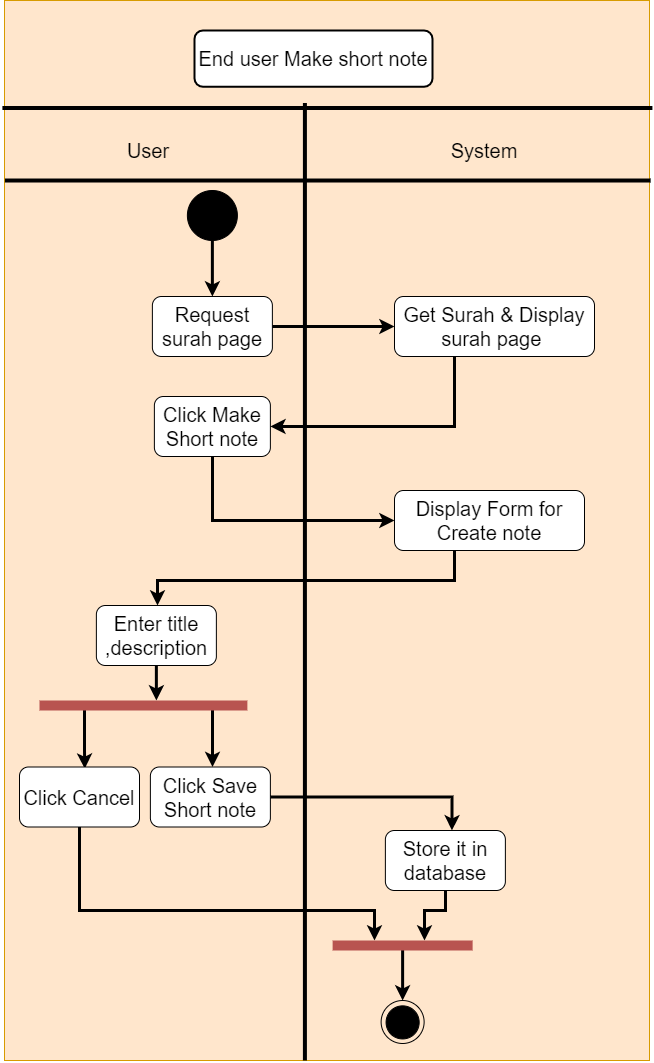 End user Make short note
User
System
Request
surah page
Get Surah & Display
surah page
Click Make
Short note
Display Form for
Create note
Enter title
,description
Click Cancel
Click Save
Short note
Store it in
database